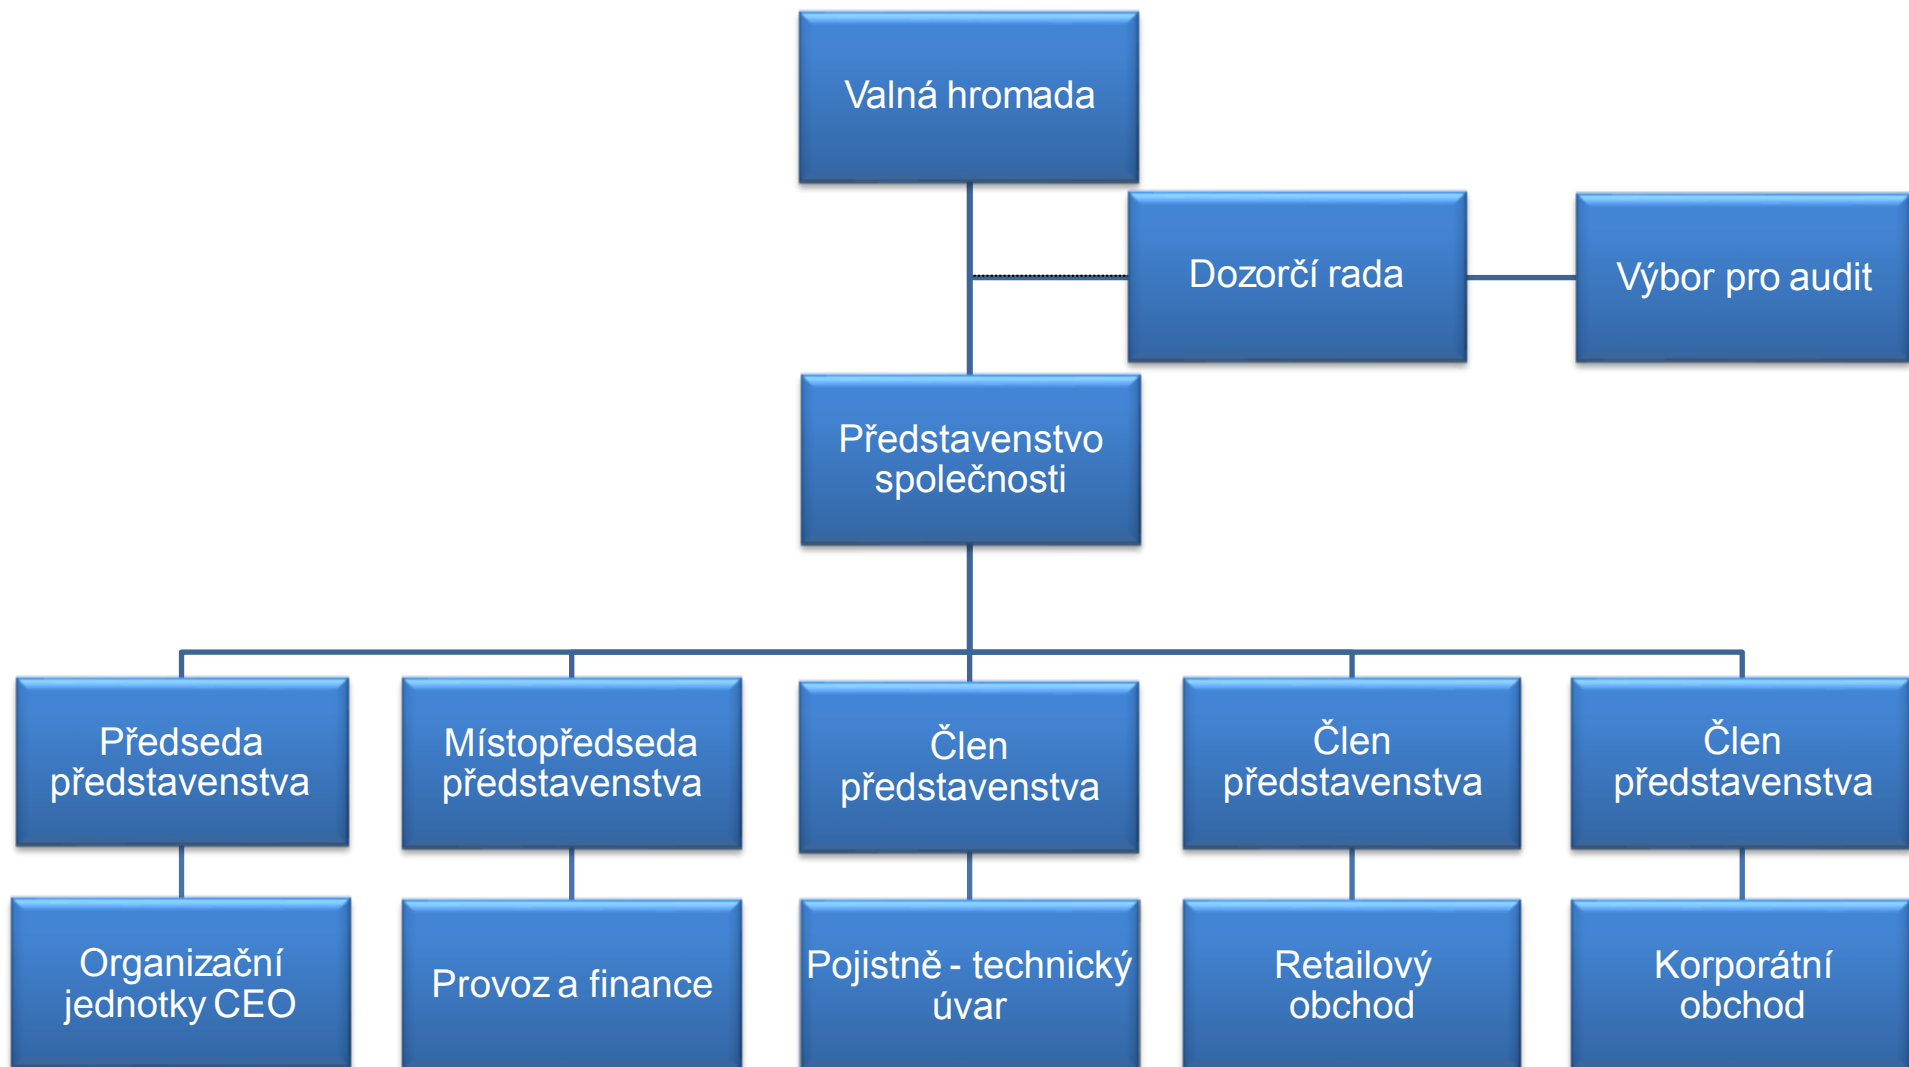 Valná hromada
Dozorčí rada
Výbor pro audit
Představenstvo
společnosti
Předseda
představenstva
Místopředseda
představenstva
Člen
představenstva
Člen
představenstva
Člen
představenstva
Organizační
jednotky CEO
Provoz a finance
Pojistně - technický
úvar
Retailový
obchod
Korporátní
obchod